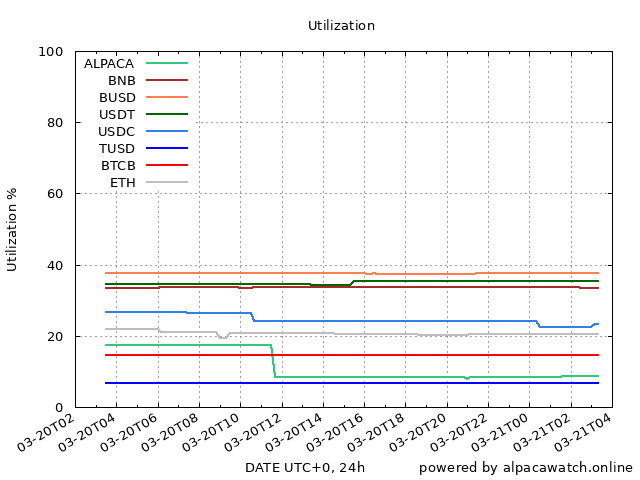 Utilization
100
80
60
40
20
0
Utilization %
ALPACA
BNB
BUSD
USDT
USDC
TUSD
BTCB
ETH
03-20T02
03-20T04
03-20T06
03-20T08
03-20T10
03-20T12
03-20T14
03-20T16
03-20T18
03-20T20
03-20T22
03-21T00
03-21T02
03-21T04
DATE UTC+0, 24h
powered by alpacawatch.online